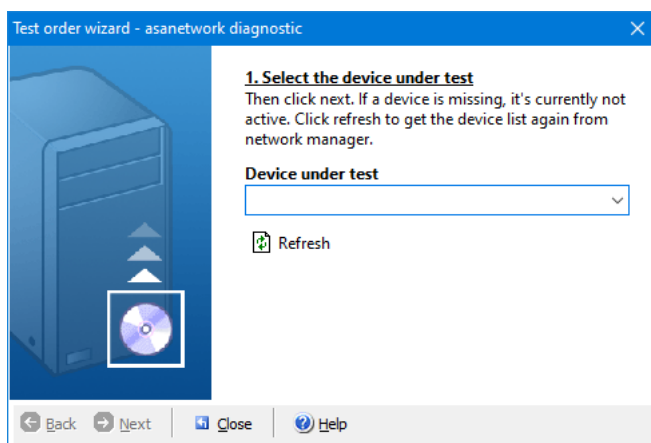 Test order wizard - asanetwork diagnostic
1. Select the device under test
Then click next. If a device is missing, it's currently not
active. Click refresh to get the device list again from
network manager.
Device under test
Refresh
Back Next Close Help